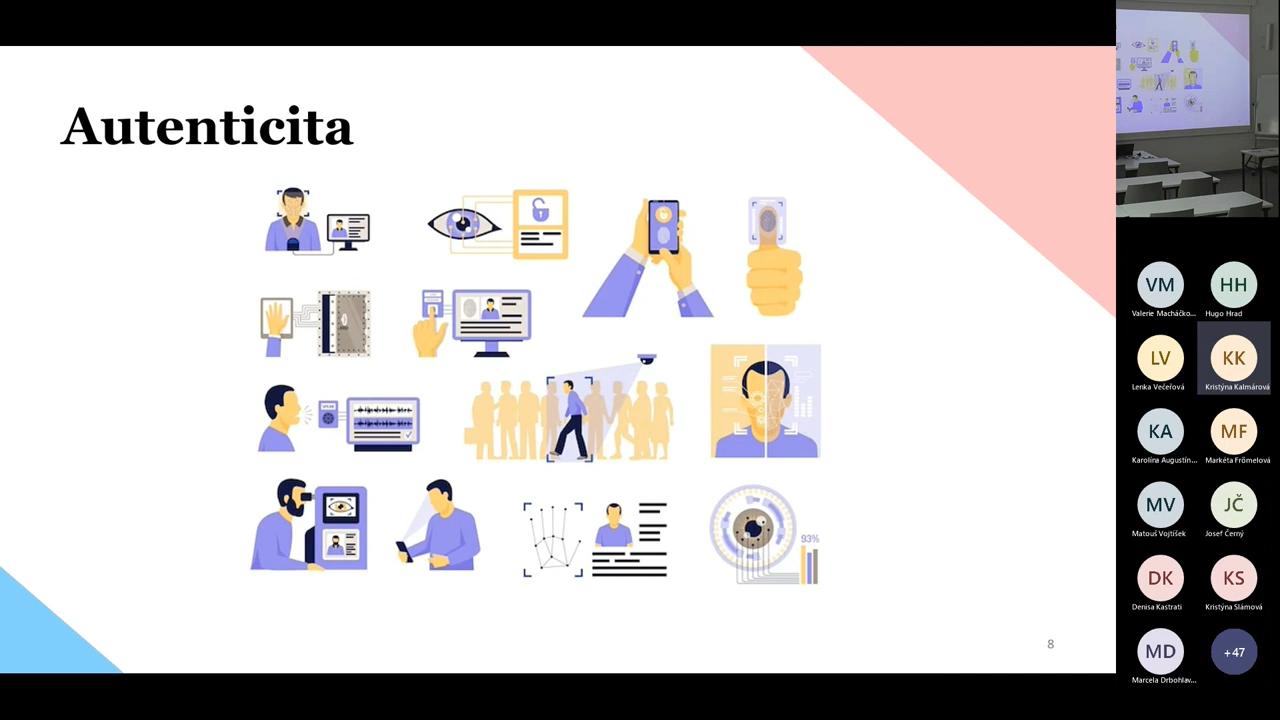 Autenticita
93%
8
VM
HH
Valerie Macháčko...
Hugo Hrad
LV
KK
Lenka Večeřová
Kristýna Kalmárová
KA
MF
Karolína Augustin...
Markéta Frömelová
MV
JČ
Matouš Vojtíšek
Josef Černý
DK
KS
Denisa Kastrati
Kristýna Slámová
MD
+47
Marcela Drbohlav...